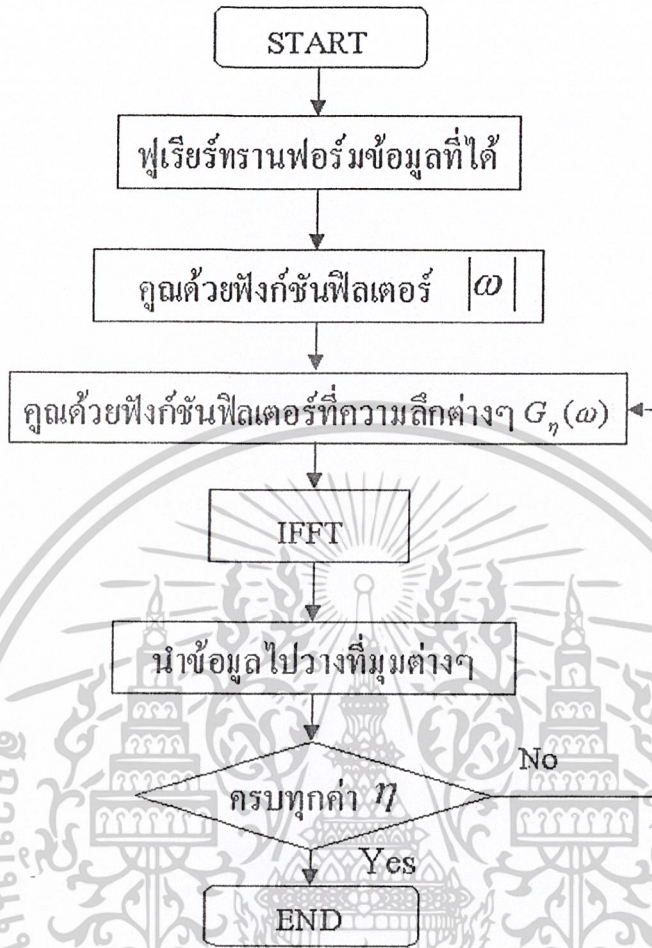 START
ฟูเรียร์ทรานฟอร์มข้อมูลที่ได้
คูณด้วยฟังก์ชันฟิลเตอร์ |ω|
คูณด้วยฟังก์ชันฟิลเตอร์ที่ความลึกต่างๆ G_η(ω)
IFFT
นำข้อมูลไปวางที่มุมต่างๆ
ครบทุกค่า η
No
Yes
END